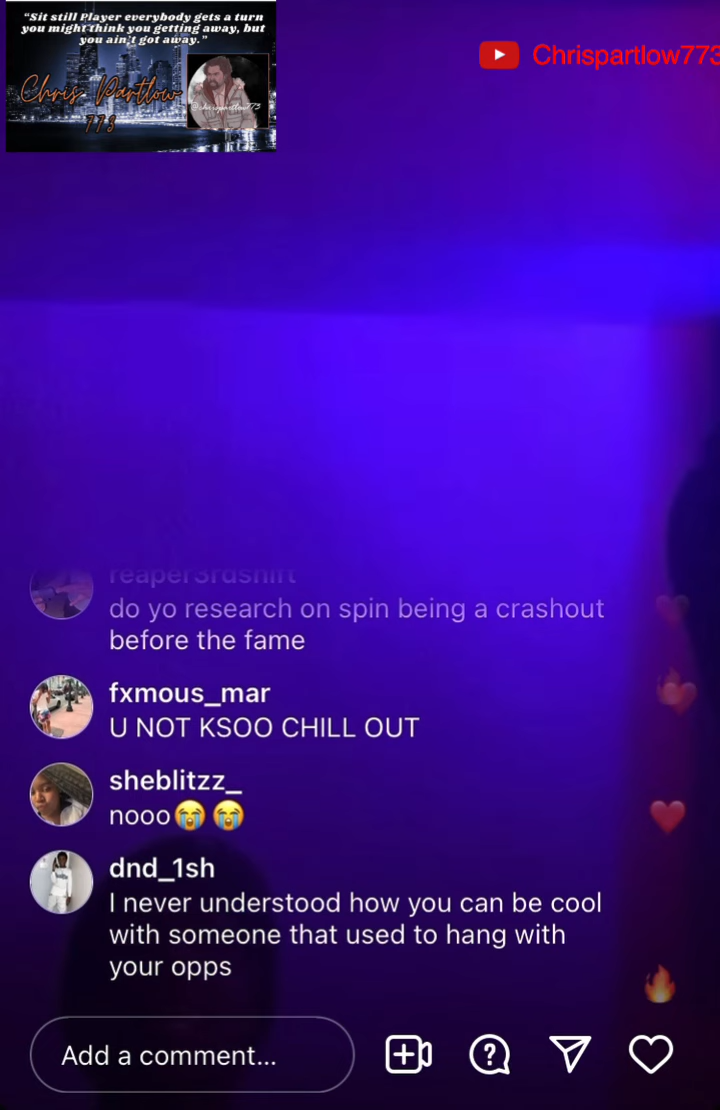 "Sit still Player everybody gets a turn
you might think you getting away, but
you ain't got away."
Chris Partlow
773
@chrispartlow773
Chrispartlow773
reaper3rdshift
do yo research on spin being a crashout
before the fame
fxmous_mar
U NOT KSOO CHILL OUT
sheblitzz_
nooo😭😭
dnd_1sh
I never understood how you can be cool
with someone that used to hang with
your opps
Add a comment...